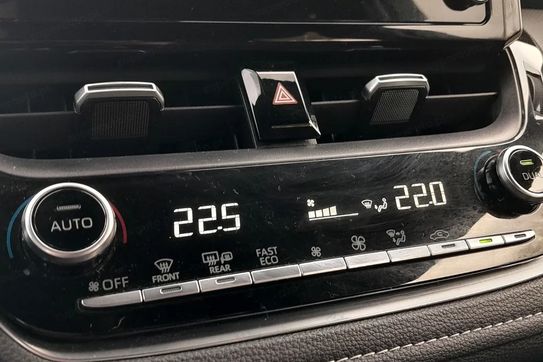 22.5
22.0
AUTO
DUAL
OFF
FRONT
REAR
FAST
ECO